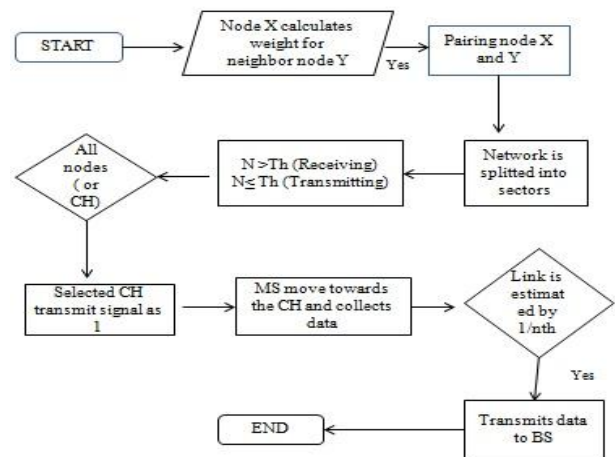 START
Node X calculates
weight for
neighbor node Y
Yes
Pairing node X
and Y
Network is
splitted into
sectors
N >Th (Receiving)
N≤ Th (Transmitting)
All
nodes
( or
CH)
Selected CH
transmit signal as
1
MS move towards
the CH and collects
data
Link is
estimat
ed by
1/nth
Yes
Transmits data
to BS
END